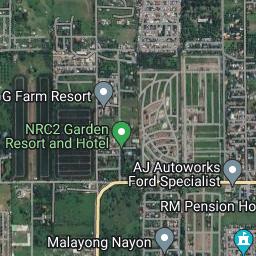 G Farm Resort
NRC2 Garden
Resort and Hotel
AJ Autoworks
Ford Specialist
RM Pension Ho
Malayong Nayon